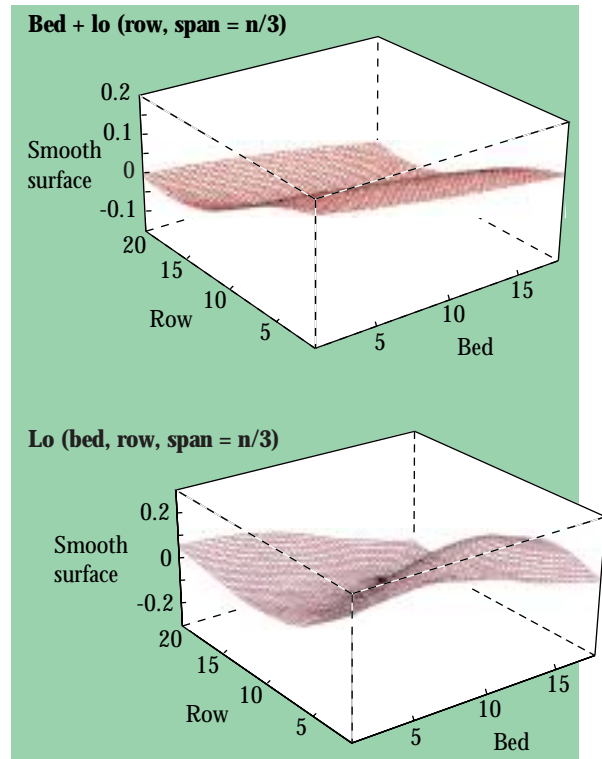 Bed + lo (row, span = n/3)
0.2
0.1
Smooth
surface
0
-0.1
20
15
10
5
Row
5
10
15
Bed
Lo (bed, row, span = n/3)
0.2
Smooth
surface
0
-0.2
20
15
10
5
Row
5
10
15
Bed